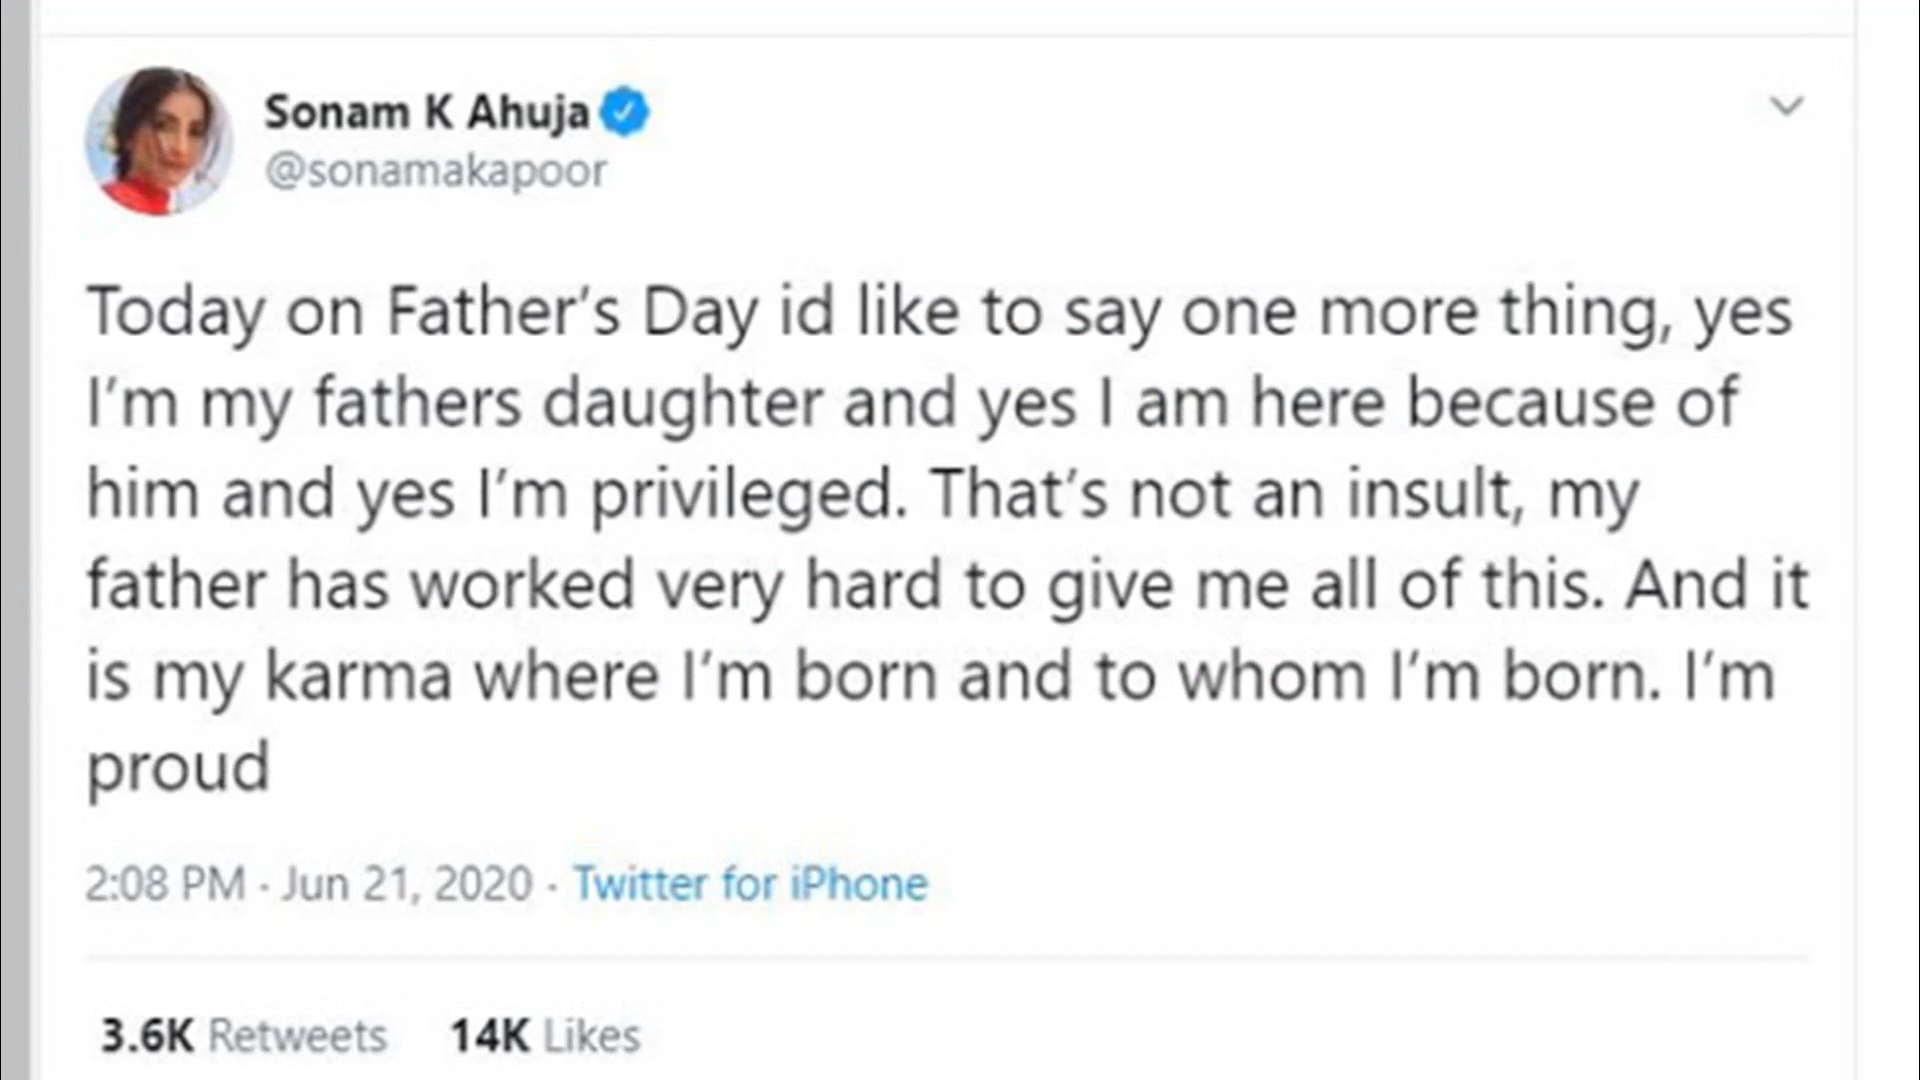 Sonam K Ahuja
@sonamakapoor
Today on Father's Day id like to say one more thing, yes
I'm my fathers daughter and yes I am here because of
him and yes I'm privileged. That's not an insult, my
father has worked very hard to give me all of this. And it
is my karma where I'm born and to whom I'm born. I'm
proud
2:08 PM · Jun 21, 2020 · Twitter for iPhone
3.6K Retweets 14K Likes